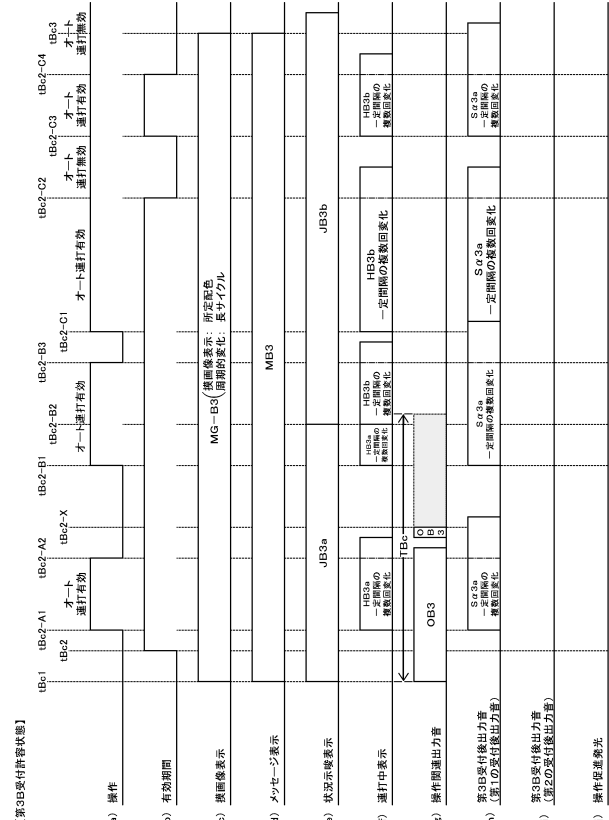 【第3B受付許容状態】
tBc1
tBc2
tBc2-A1
tBc2-A2
tBc2-X
tBc2-B1
tBc2-B2
tBc2-B3
tBc2-C1
tBc2-C2
tBc2-C3
tBc2-C4
tBc3
操作
オート
連打有効
オート連打有効
オート連打有効
オート
連打無効
オート
連打有効
オート
連打無効
有効期間
摸画像表示
MG-B3(摸画像表示: 所定配色
周期的変化: 長サイクル
メッセージ表示
MB3
状況示唆表示
JB3a
JB3b
連打中表示
HB3a
一定間隔の
複数回変化
HB3a
一定間隔の
複数回変化
HB3b
一定間隔の
複数回変化
HB3b
一定間隔の複数回変化
HB3b
一定間隔の
複数回変化
TBc
操作関連出力音
OB3
O
B
3
第3B受付後出力音
(第1の受付後出力音)
Sα3a
一定間隔の
複数回変化
Sα3a
一定間隔の複数回変化
Sα3a
一定間隔の複数回変化
Sα3a
一定間隔の
複数回変化
第3B受付後出力音
(第2の受付後出力音)
操作促進発光